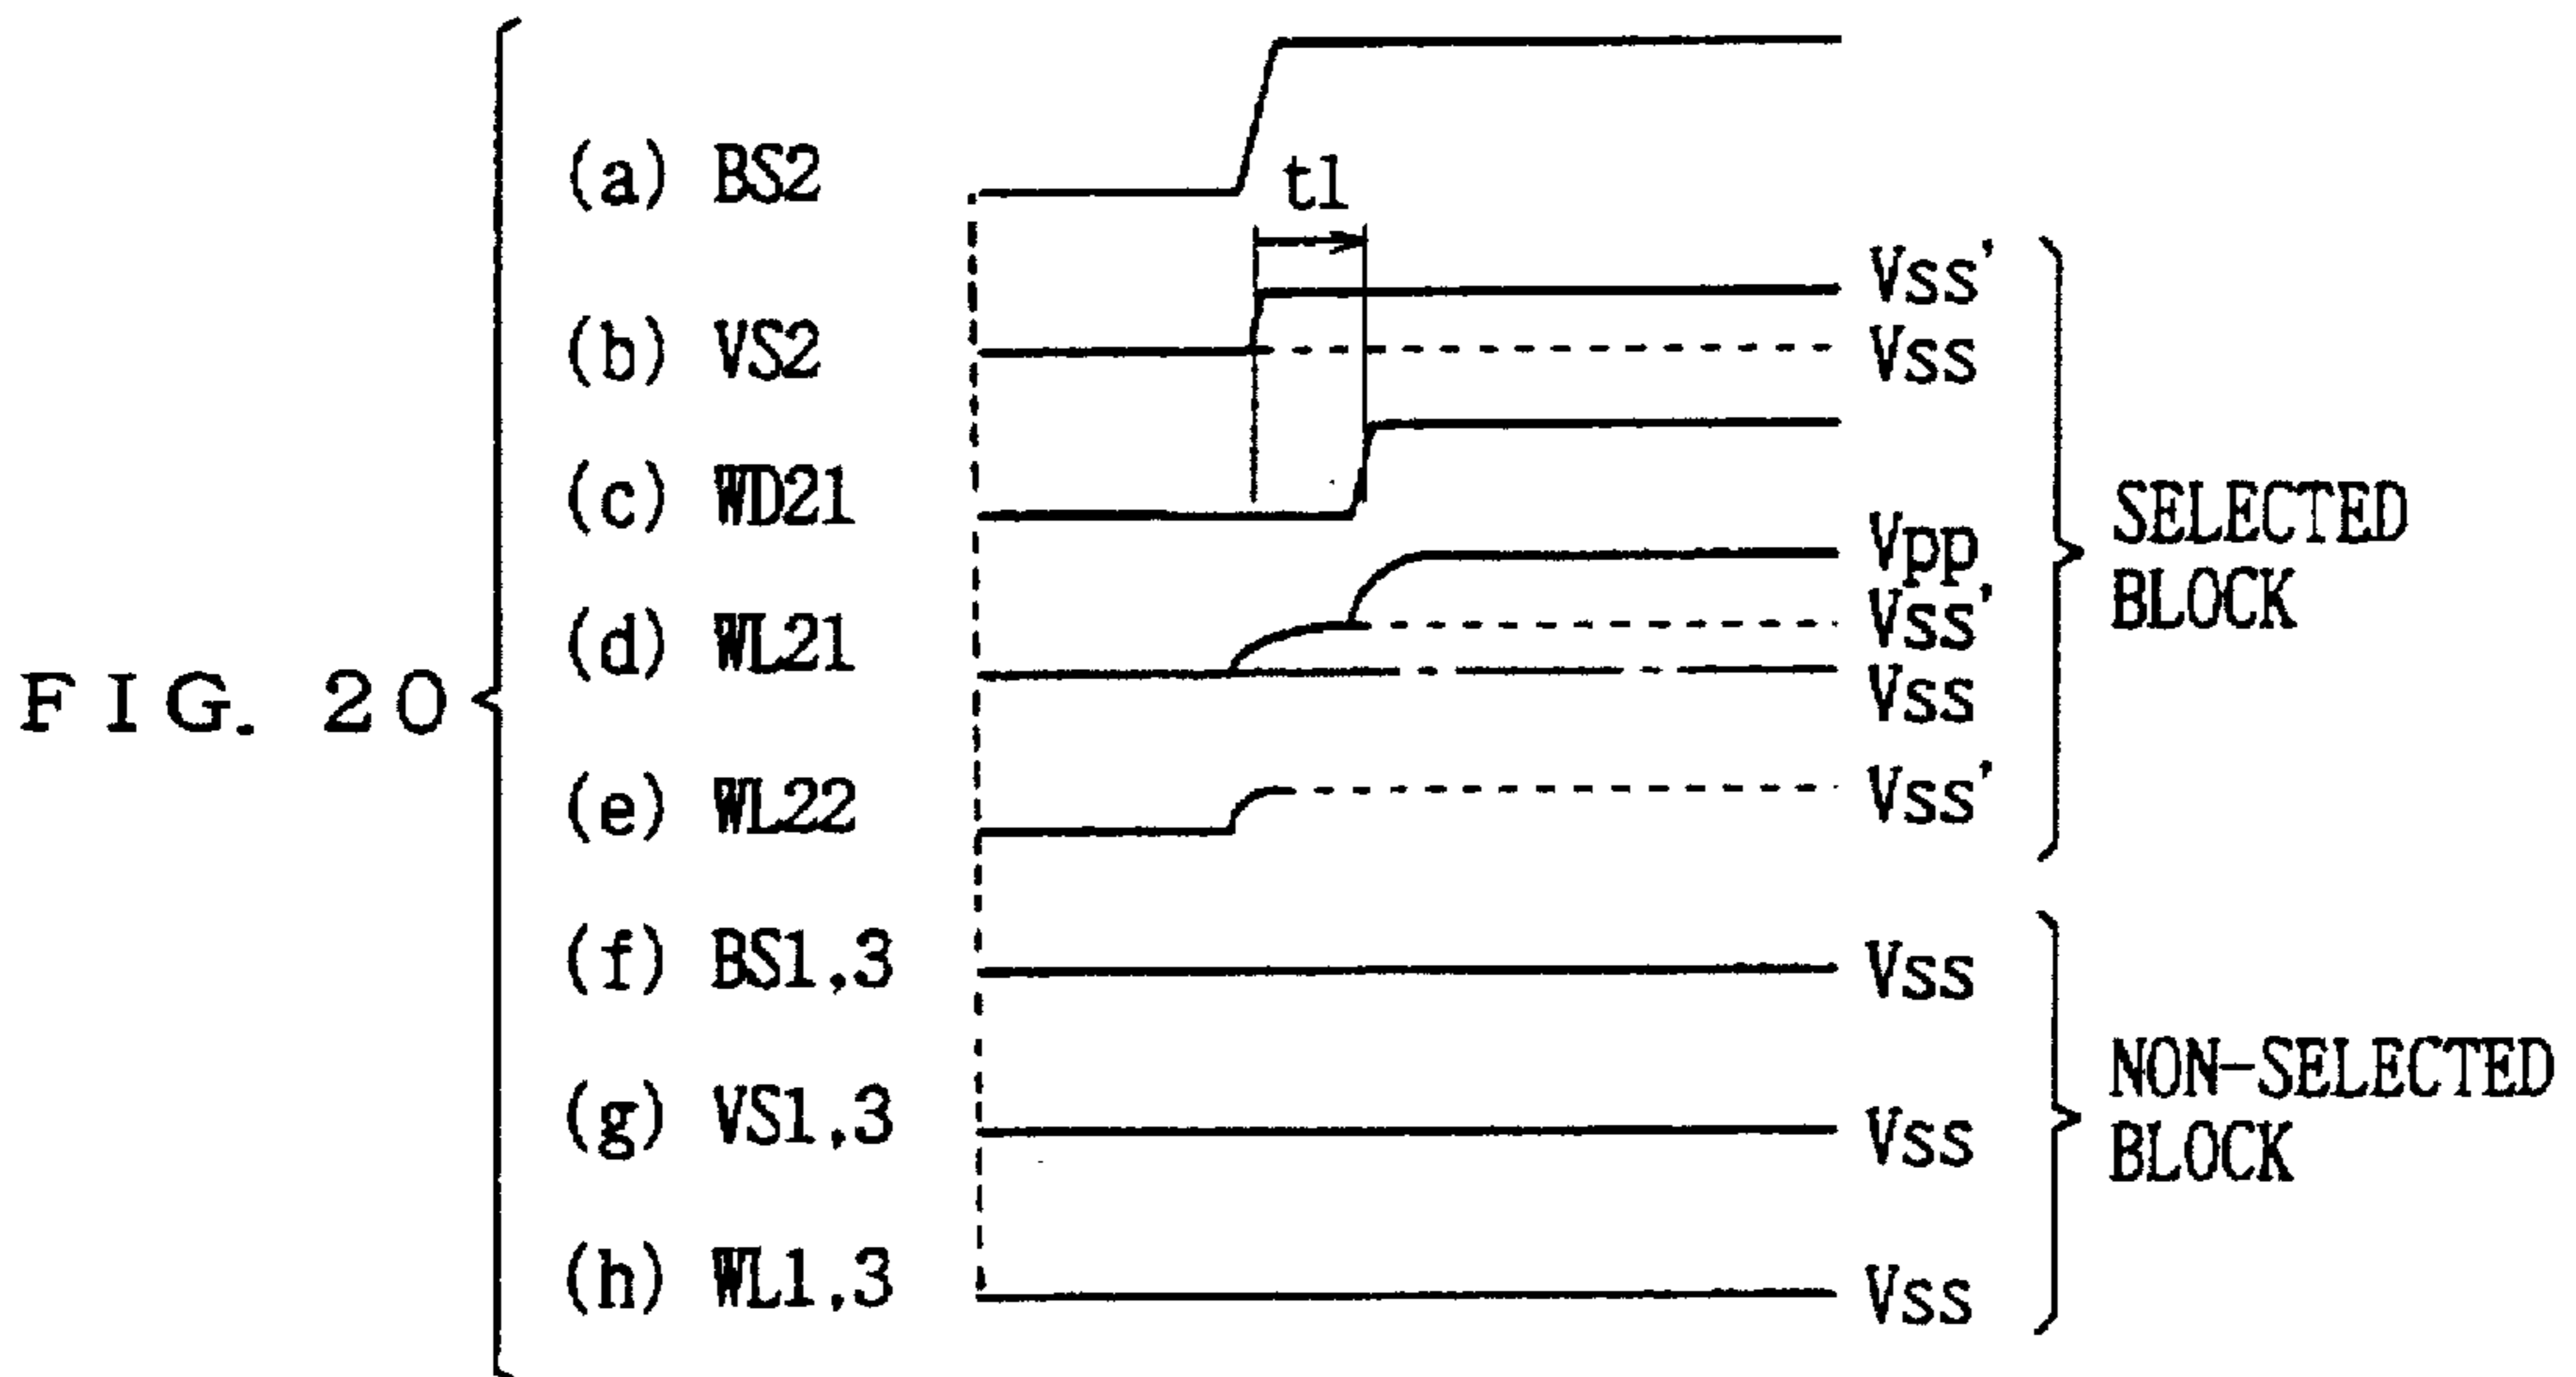 FIG. 20
(a) BS2
t1
(b) VS2
Vss'
Vss
(c) WD21
(d) WL21
Vpp
Vss'
Vss
(e) WL22
Vss'
SELECTED
BLOCK
(f) BS1,3
Vss
(g) VS1,3
Vss
(h) WL1,3
Vss
NON-SELECTED
BLOCK